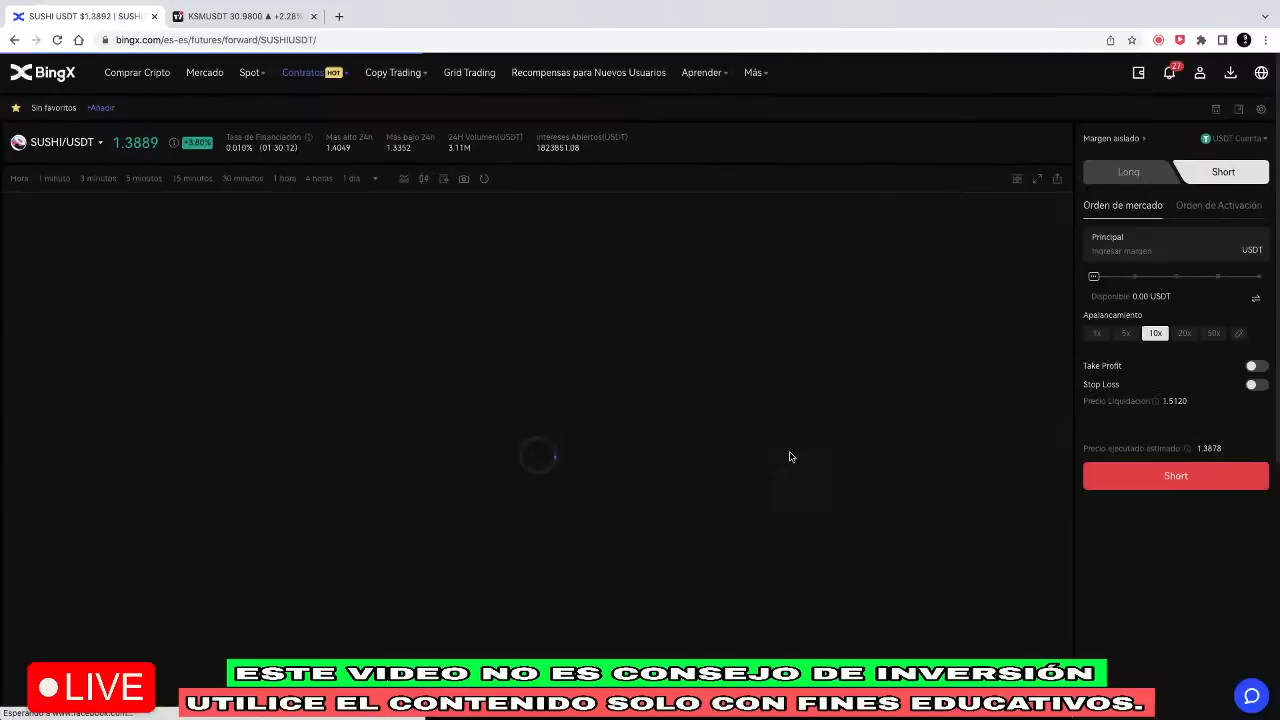 SUSHI USDT $1.3892 | SUSHI
KSMUSDT 30.9800 ▲ +2.28%
bingx.com/es-es/futures/forward/SUSHIUSDT/
BingX
Comprar Cripto
Mercado
Spot
Contratos HOT
Copy Trading
Grid Trading
Recompensas para Nuevos Usuarios
Aprender
Más
27
Sin favoritos
+Añadir
SUSHI/USDT
1.3889
+3.80%
Tasa de Financiación
0.010% (01:30:12)
Más alto 24h
1.4049
Más bajo 24h
1.3352
24H Volumen(USDT)
3.11M
Intereses Abiertos(USDT)
1823851.08
Hora
1 minuto
3 minutos
5 minutos
15 minutos
30 minutos
1 hora
4 horas
1 día
Margen aislado
USDT Cuenta
Long
Short
Orden de mercado
Orden de Activación
Principal
Ingresar margen
USDT
Disponible 0.00 USDT
Apalancamiento
1x
5x
10x
20x
50x
Take Profit
Stop Loss
Precio Liquidación 1.5120
Precio ejecutado estimado 1.3878
Short
LIVE
ESTE VIDEO NO ES CONSEJO DE INVERSIÓN
UTILICE EL CONTENIDO SOLO CON FINES EDUCATIVOS.